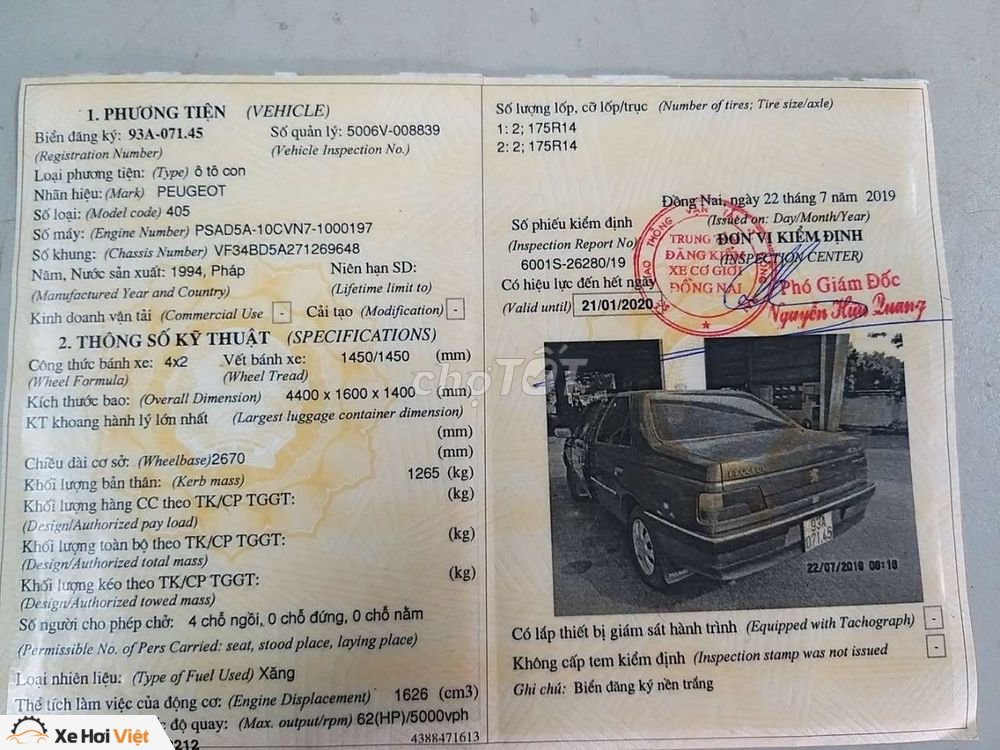 1. PHƯƠNG TIỆN (VEHICLE)
Biển đăng ký: 93A-071.45 Số quản lý: 5006V-008839
(Registration Number) (Vehicle Inspection No.)
Loại phương tiện: (Type) ô tô con
Nhãn hiệu: (Mark) PEUGEOT
Số loại: (Model code) 405
Số máy: (Engine Number) PSAD5A-10CVN7-1000197
Số khung: (Chassis Number) VF34BD5A271269648
Năm, Nước sản xuất: 1994, Pháp Niên hạn SD:
(Manufactured Year and Country) (Lifetime limit to)
Kinh doanh vận tải (Commercial Use - Cải tạo (Modification) -
2. THÔNG SỐ KỸ THUẬT (SPECIFICATIONS)
Công thức bánh xe: 4x2 Vết bánh xe: 1450/1450 (mm)
(Wheel Formula) (Wheel Tread)
Kích thước bao: (Overall Dimension) 4400 x 1600 x 1400 (mm)
KT khoang hành lý lớn nhất (Largest luggage container dimension)
(mm)
Chiều dài cơ sở: (Wheelbase)2670 (mm)
Khối lượng bản thân: (Kerb mass) 1265 (kg)
Khối lượng hàng CC theo TK/CP TGGT: (kg)
(Design/Authorized pay load)
Khối lượng toàn bộ theo TK/CP TGGT: (kg)
(Design/Authorized total mass)
Khối lượng kéo theo TK/CP TGGT: (kg)
(Design/Authorized towed mass)
Số người cho phép chở: 4 chỗ ngồi, 0 chỗ đứng, 0 chỗ nằm
(Permissible No. of Pers Carried: seat, stood place, laying place)
Loại nhiên liệu: (Type of Fuel Used) Xăng
Thể tích làm việc của động cơ: (Engine Displacement) 1626 (cm3)
độ quay: (Max. output/rpm) 62(HP)/5000vph
212 4388471613
Số lượng lốp, cỡ lốp/trục (Number of tires; Tire size/axle)
1: 2; 175R14
2: 2; 175R14
Đồng Nai, ngày 22 tháng 7 năm 2019
(Issued on: Day/Month/Year)
Số phiếu kiểm định ĐƠN VỊ KIỂM ĐỊNH
(Inspection Report No) (INSPECTION CENTER)
6001S-26280/19
Có hiệu lực đến hết ngày
(Valid until) 21/01/2020
TRUNG TÂM
ĐĂNG KIỂM
XE CƠ GIỚI
ĐỒNG NAI
Phó Giám Đốc
Nguyễn Hữu Quang
chợ TỐT
PEUGEOT
93A
071.45
22/07/2019 08:16
Có lắp thiết bị giám sát hành trình (Equipped with Tachograph) -
Không cấp tem kiểm định (Inspection stamp was not issued -
Ghi chú: Biển đăng ký nền trắng
Xe Hơi Việt